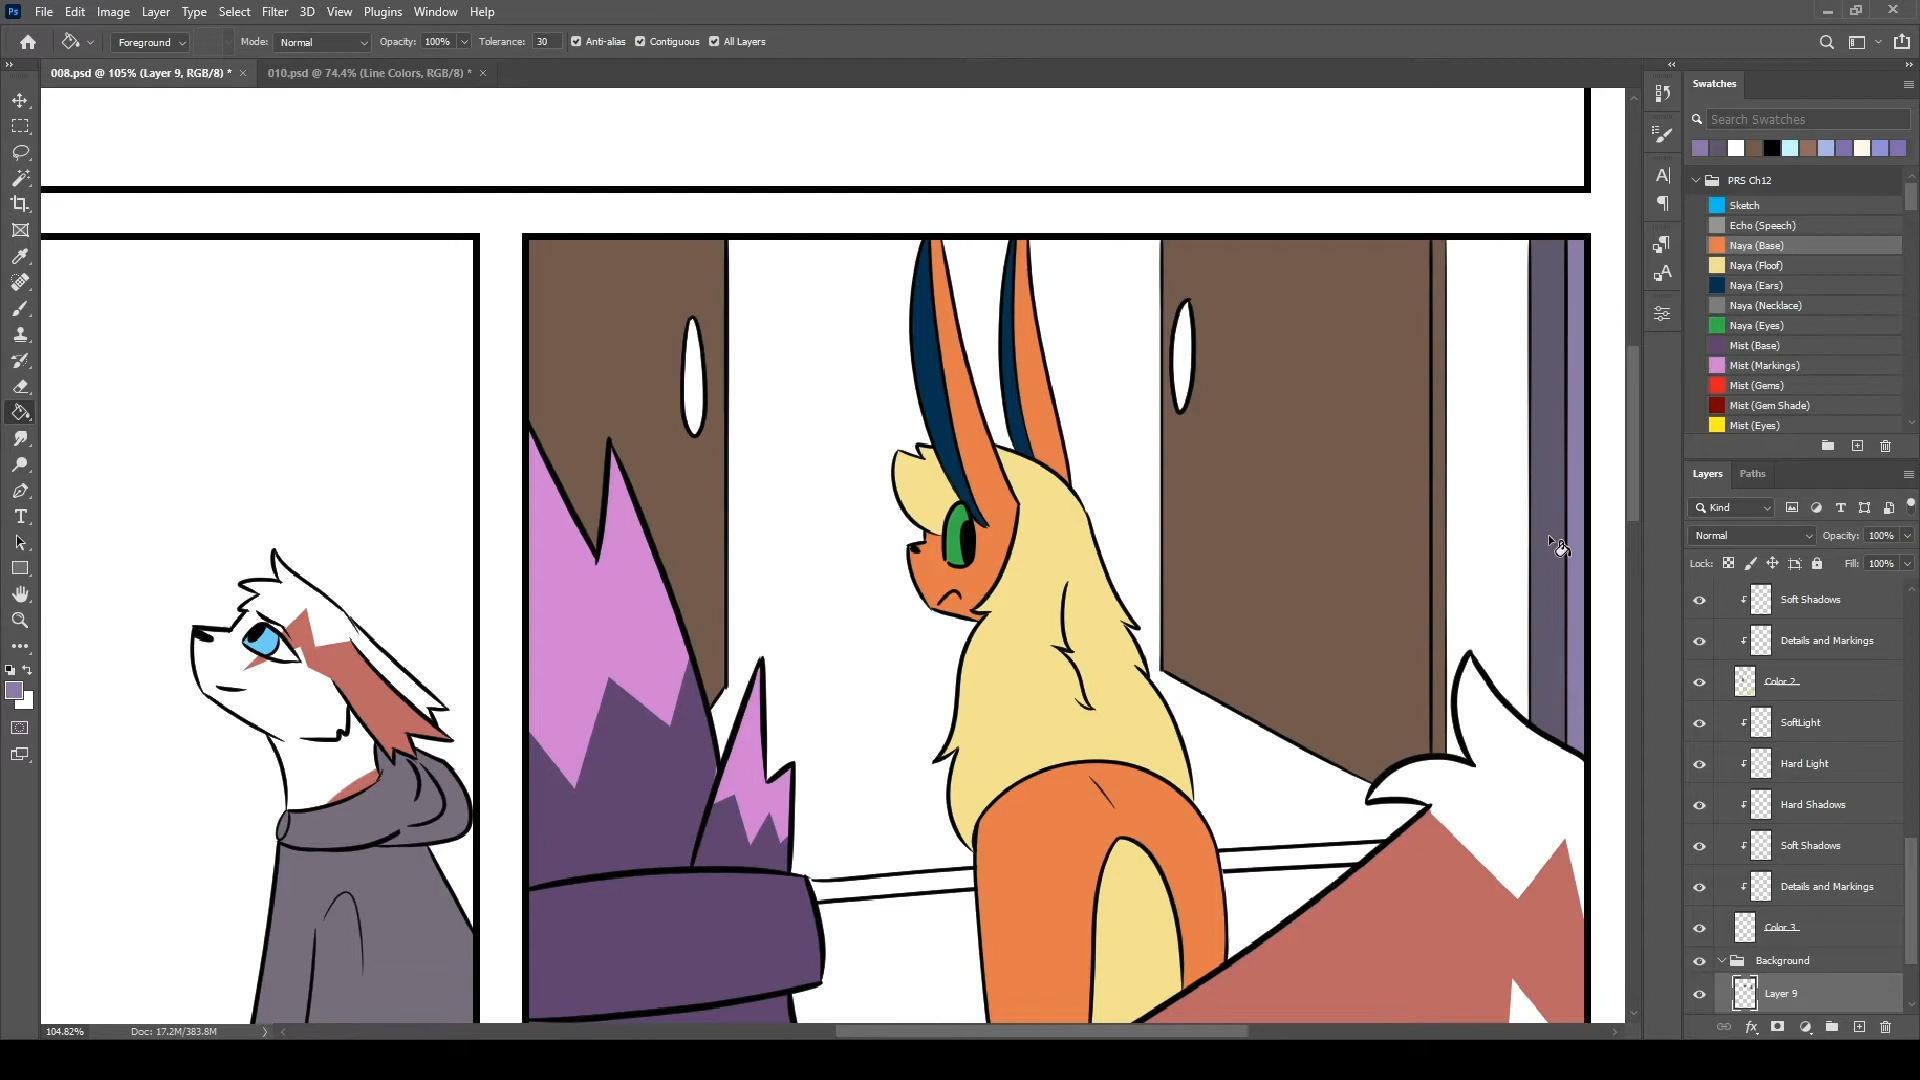 Ps File Edit Image Layer Type Select Filter 3D View Plugins Window Help
Foreground Mode: Normal Opacity: 100% Tolerance: 30 Anti-alias Contiguous All Layers
008.psd @ 105% (Layer 9, RGB/8) * × 010.psd @ 74.4% (Line Colors, RGB/8) * ×
Swatches
Search Swatches
PRS Ch12
Sketch
Echo (Speech)
Naya (Base)
Naya (Floof)
Naya (Ears)
Naya (Necklace)
Naya (Eyes)
Mist (Base)
Mist (Markings)
Mist (Gems)
Mist (Gem Shade)
Mist (Eyes)
Layers Paths
Kind
Normal Opacity: 100%
Lock: Fill: 100%
Soft Shadows
Details and Markings
Color 2
SoftLight
Hard Light
Hard Shadows
Soft Shadows
Details and Markings
Color 3
Background
Layer 9
104.82% Doc: 17.2M/383.8M